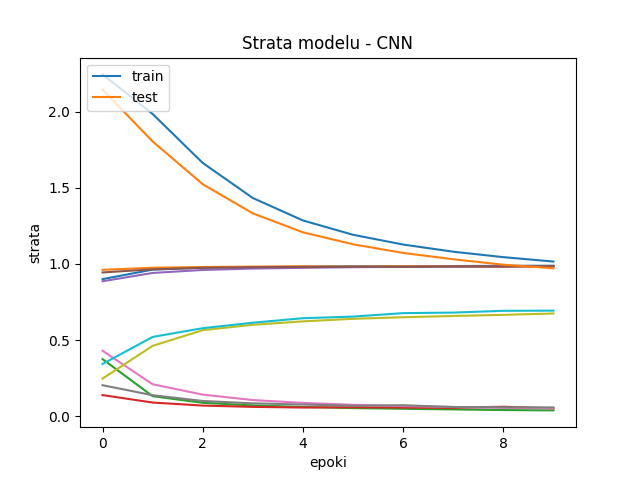 Strata modelu - CNN
train
test
strata
2.0
1.5
1.0
0.5
0.0
0 2 4 6 8
epoki